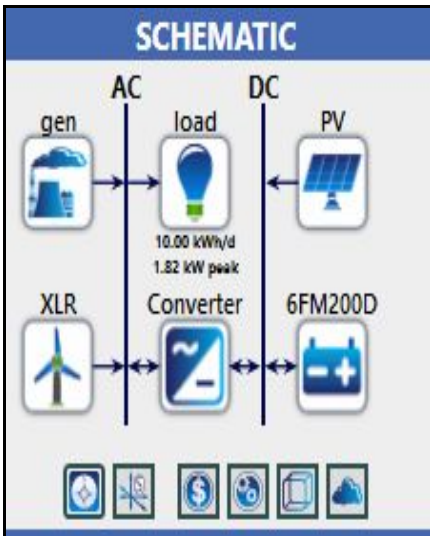 SCHEMATIC
AC DC
gen load PV
10.00 kWh/d
1.82 kW peak
XLR Converter 6FM200D